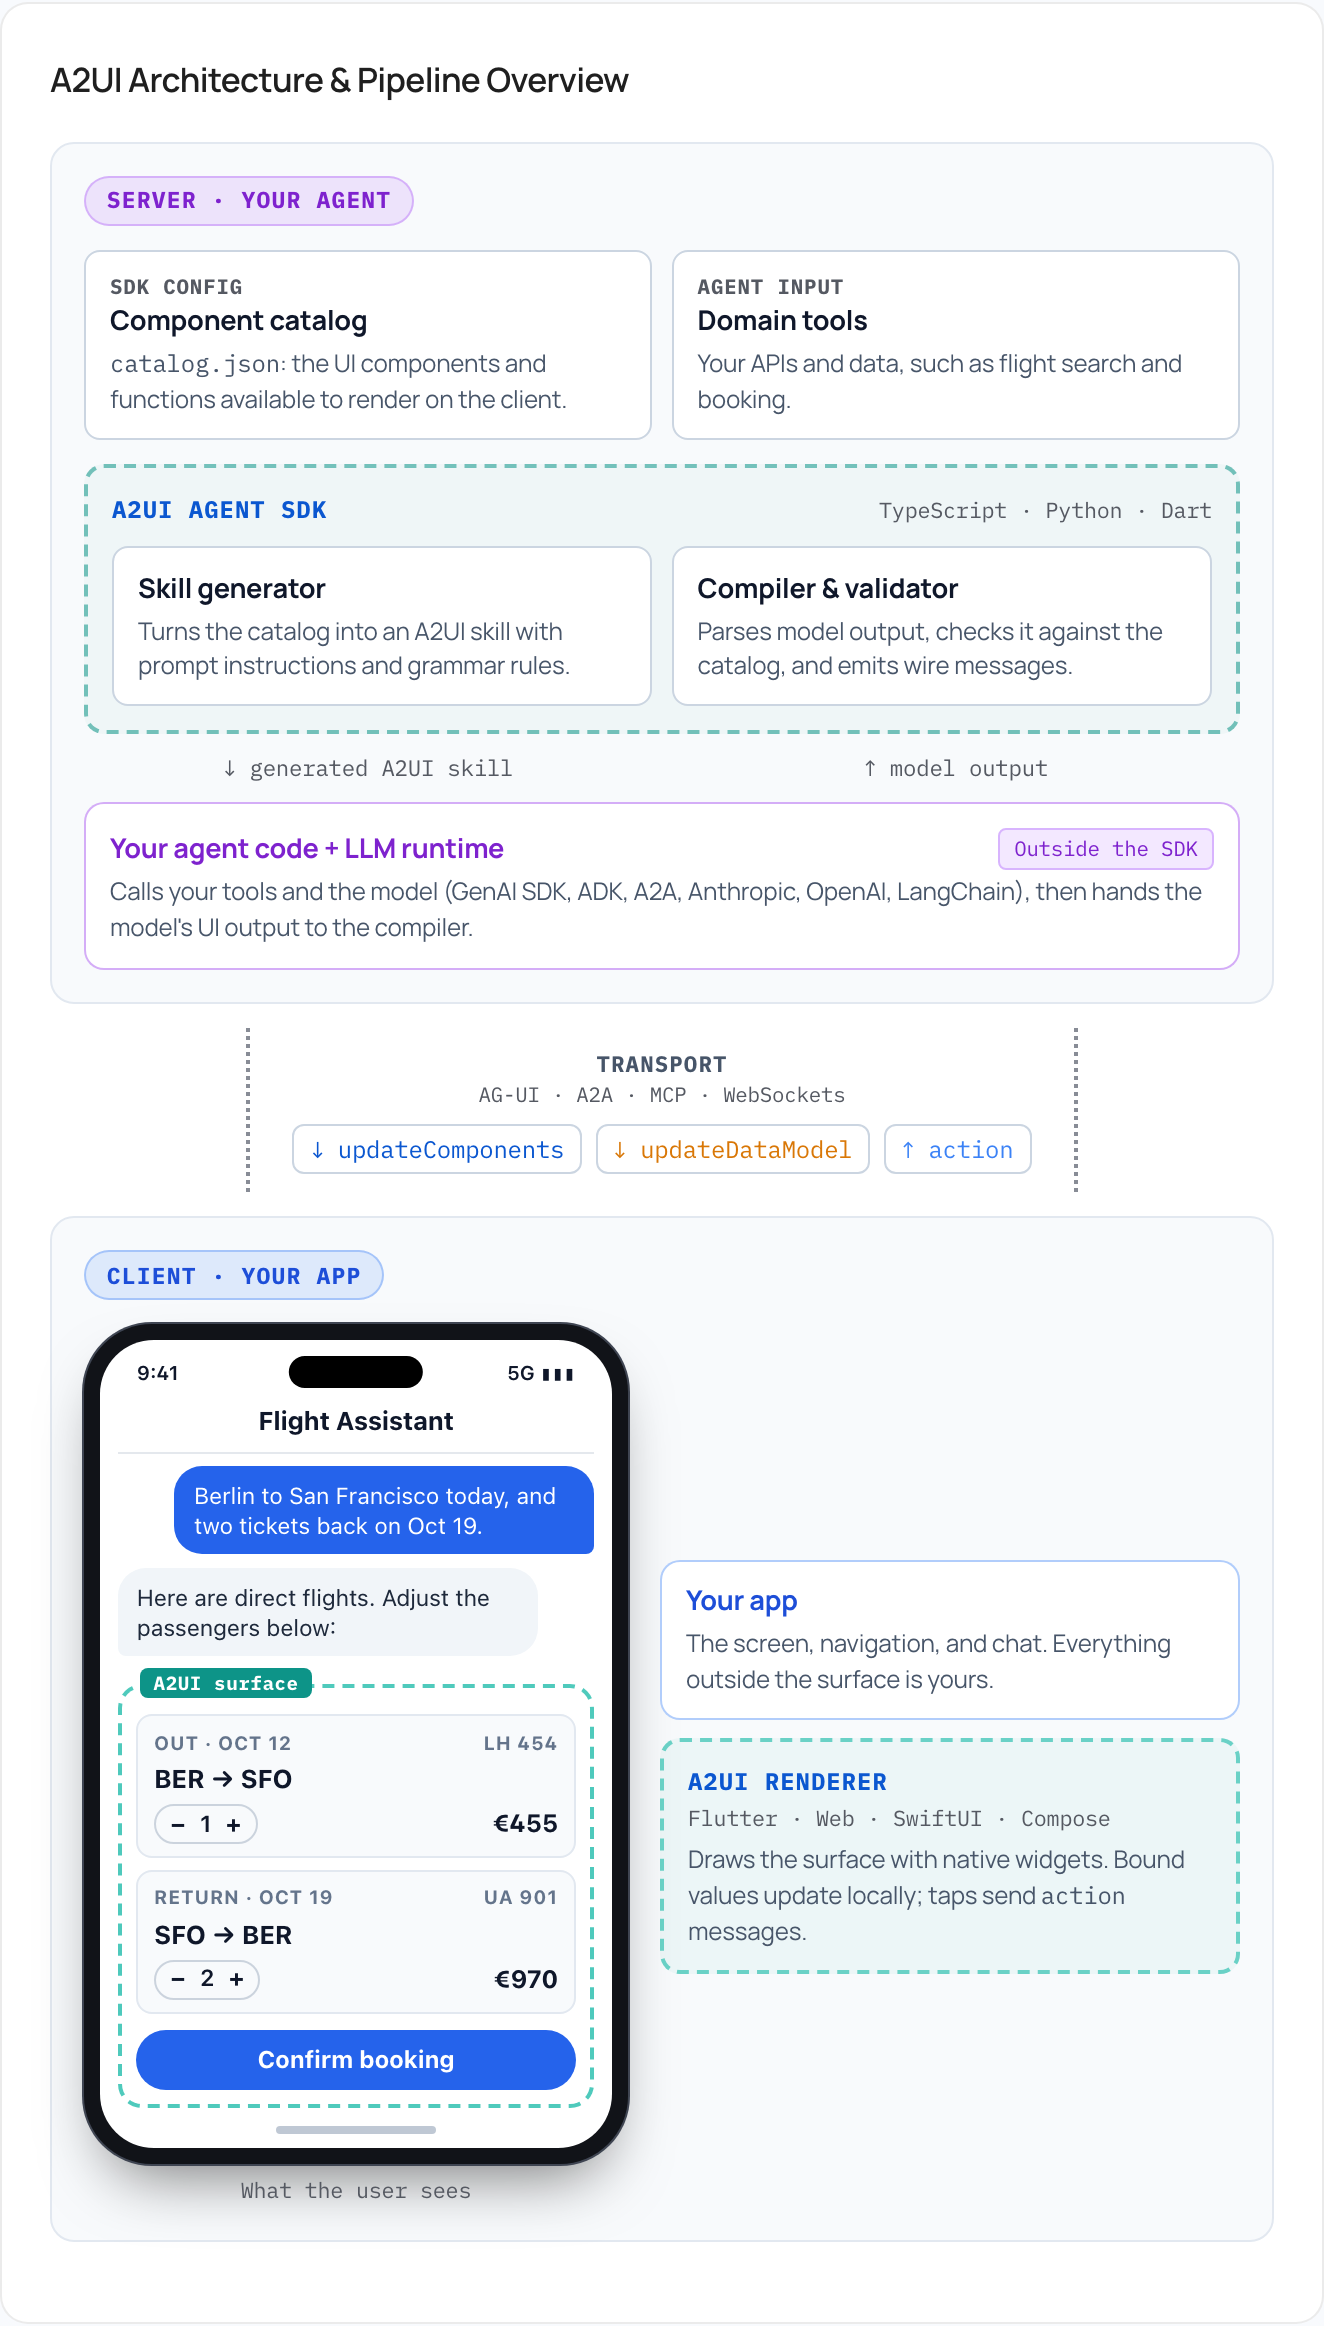 A2UI Architecture & Pipeline Overview
SERVER · YOUR AGENT
SDK CONFIG
Component catalog
catalog.json: the UI components and
functions available to render on the client.
AGENT INPUT
Domain tools
Your APIs and data, such as flight search and
booking.
A2UI AGENT SDK
TypeScript · Python · Dart
Skill generator
Turns the catalog into an A2UI skill with
prompt instructions and grammar rules.
Compiler & validator
Parses model output, checks it against the
catalog, and emits wire messages.
↓ generated A2UI skill
↑ model output
Your agent code + LLM runtime
Outside the SDK
Calls your tools and the model (GenAI SDK, ADK, A2A, Anthropic, OpenAI, LangChain), then hands the
model's UI output to the compiler.
TRANSPORT
AG-UI · A2A · MCP · WebSockets
↓ updateComponents
↓ updateDataModel
↑ action
CLIENT · YOUR APP
9:41
5G
Flight Assistant
Berlin to San Francisco today, and
two tickets back on Oct 19.
Here are direct flights. Adjust the
passengers below:
A2UI surface
OUT · OCT 12
LH 454
BER → SFO
− 1 +
€455
RETURN · OCT 19
UA 901
SFO → BER
− 2 +
€970
Confirm booking
What the user sees
Your app
The screen, navigation, and chat. Everything
outside the surface is yours.
A2UI RENDERER
Flutter · Web · SwiftUI · Compose
Draws the surface with native widgets. Bound
values update locally; taps send action
messages.